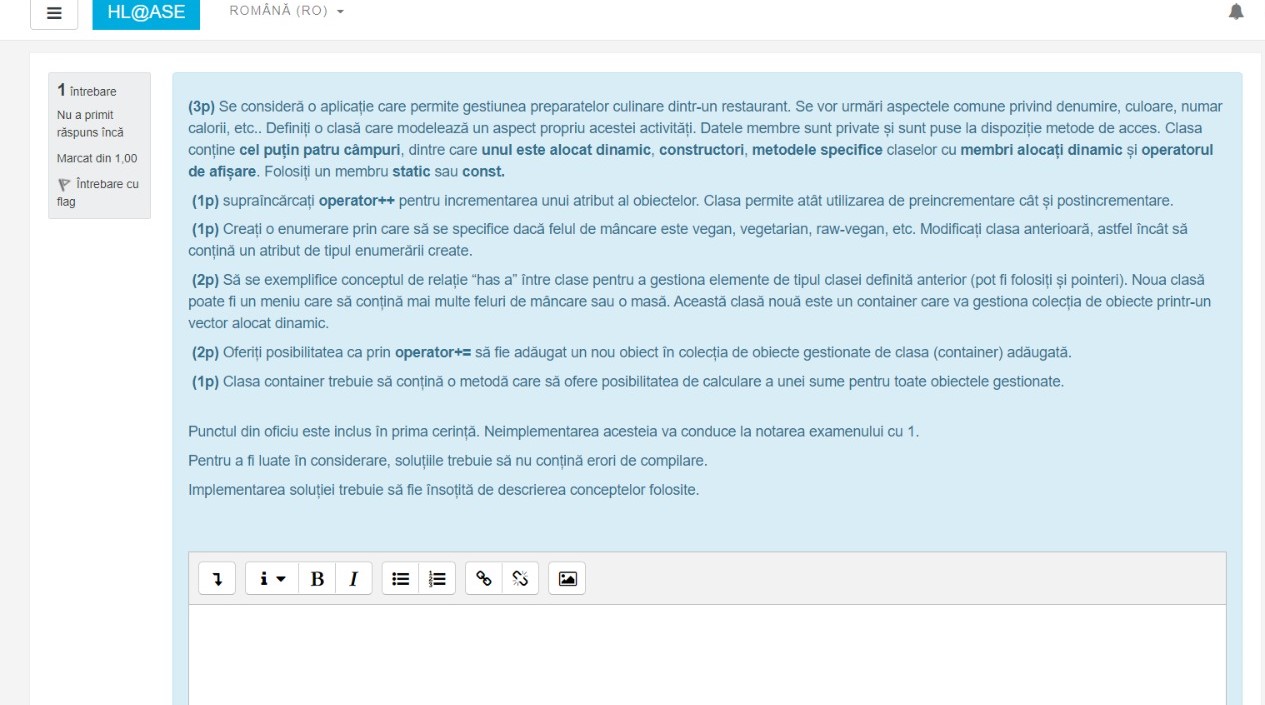 HL@ASE
ROMÂNĂ (RO)
1 întrebare
Nu a primit
răspuns încă
Marcat din 1,00
Întrebare cu
flag
(3p) Se consideră o aplicație care permite gestiunea preparatelor culinare dintr-un restaurant. Se vor urmări aspectele comune privind denumire, culoare, numar
calorii, etc.. Definiți o clasă care modelează un aspect propriu acestei activități. Datele membre sunt private și sunt puse la dispoziție metode de acces. Clasa
conține cel puțin patru câmpuri, dintre care unul este alocat dinamic, constructori, metodele specifice claselor cu membri alocați dinamic și operatorul
de afișare. Folosiți un membru static sau const.
(1p) supraîncărcați operator++ pentru incrementarea unui atribut al obiectelor. Clasa permite atât utilizarea de preincrementare cât și postincrementare.
(1p) Creați o enumerare prin care să se specifice dacă felul de mâncare este vegan, vegetarian, raw-vegan, etc. Modificați clasa anterioară, astfel încât să
conțină un atribut de tipul enumerării create.
(2p) Să se exemplifice conceptul de relație “has a” între clase pentru a gestiona elemente de tipul clasei definită anterior (pot fi folosiți și pointeri). Noua clasă
poate fi un meniu care să conțină mai multe feluri de mâncare sau o masă. Această clasă nouă este un container care va gestiona colecția de obiecte printr-un
vector alocat dinamic.
(2p) Oferiți posibilitatea ca prin operator+= să fie adăugat un nou obiect în colecția de obiecte gestionate de clasa (container) adăugată.
(1p) Clasa container trebuie să conțină o metodă care să ofere posibilitatea de calculare a unei sume pentru toate obiectele gestionate.
Punctul din oficiu este inclus în prima cerință. Neimplementarea acesteia va conduce la notarea examenului cu 1.
Pentru a fi luate în considerare, soluțiile trebuie să nu conțină erori de compilare.
Implementarea soluției trebuie să fie însoțită de descrierea conceptelor folosite.
B I